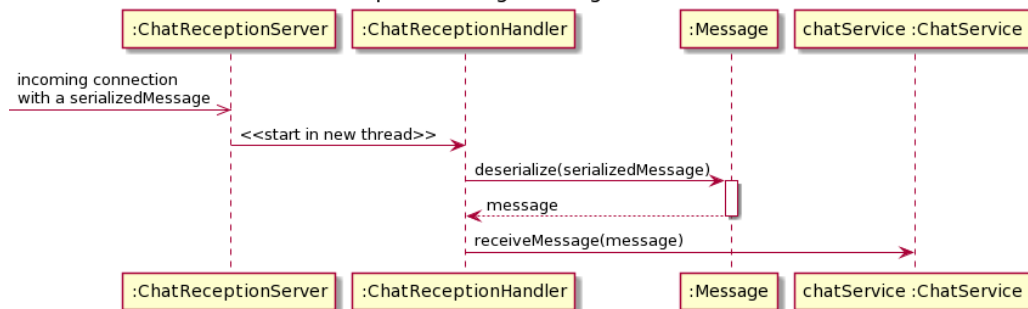 :ChatReceptionServer
:ChatReceptionHandler
:Message
chatService :ChatService
incoming connection
with a serializedMessage
<<start in new thread>>
deserialize(serializedMessage)
message
receiveMessage(message)
:ChatReceptionServer
:ChatReceptionHandler
:Message
chatService :ChatService